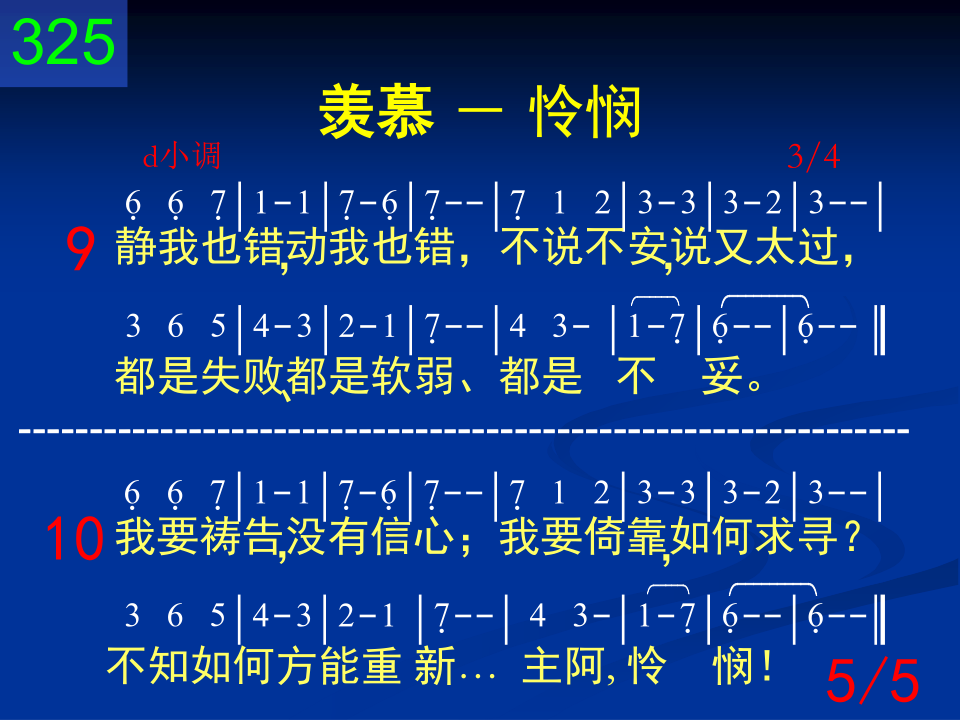 325
羡慕 － 怜悯
d小调 3/4
6̣ 6̣ 7̣|1-1|7̣-6̣|7̣--|7̣ 1 2|3-3|3-2|3--|
9 静我也错,动我也错，不说不安,说又太过，
3 6 5|4-3|2-1|7̣--|4 3- |1-7̣|6̣--|6̣--‖
都是失败、都是软弱、都是 不 妥。
--------------------------------------------------------------
6̣ 6̣ 7̣|1-1|7̣-6̣|7̣--|7̣ 1 2|3-3|3-2|3--|
10 我要祷告,没有信心；我要倚靠,如何求寻？
3 6 5|4-3|2-1 |7̣--| 4 3-|1-7̣|6̣--|6̣--‖
不知如何方能重 新… 主阿, 怜 悯！
5/5